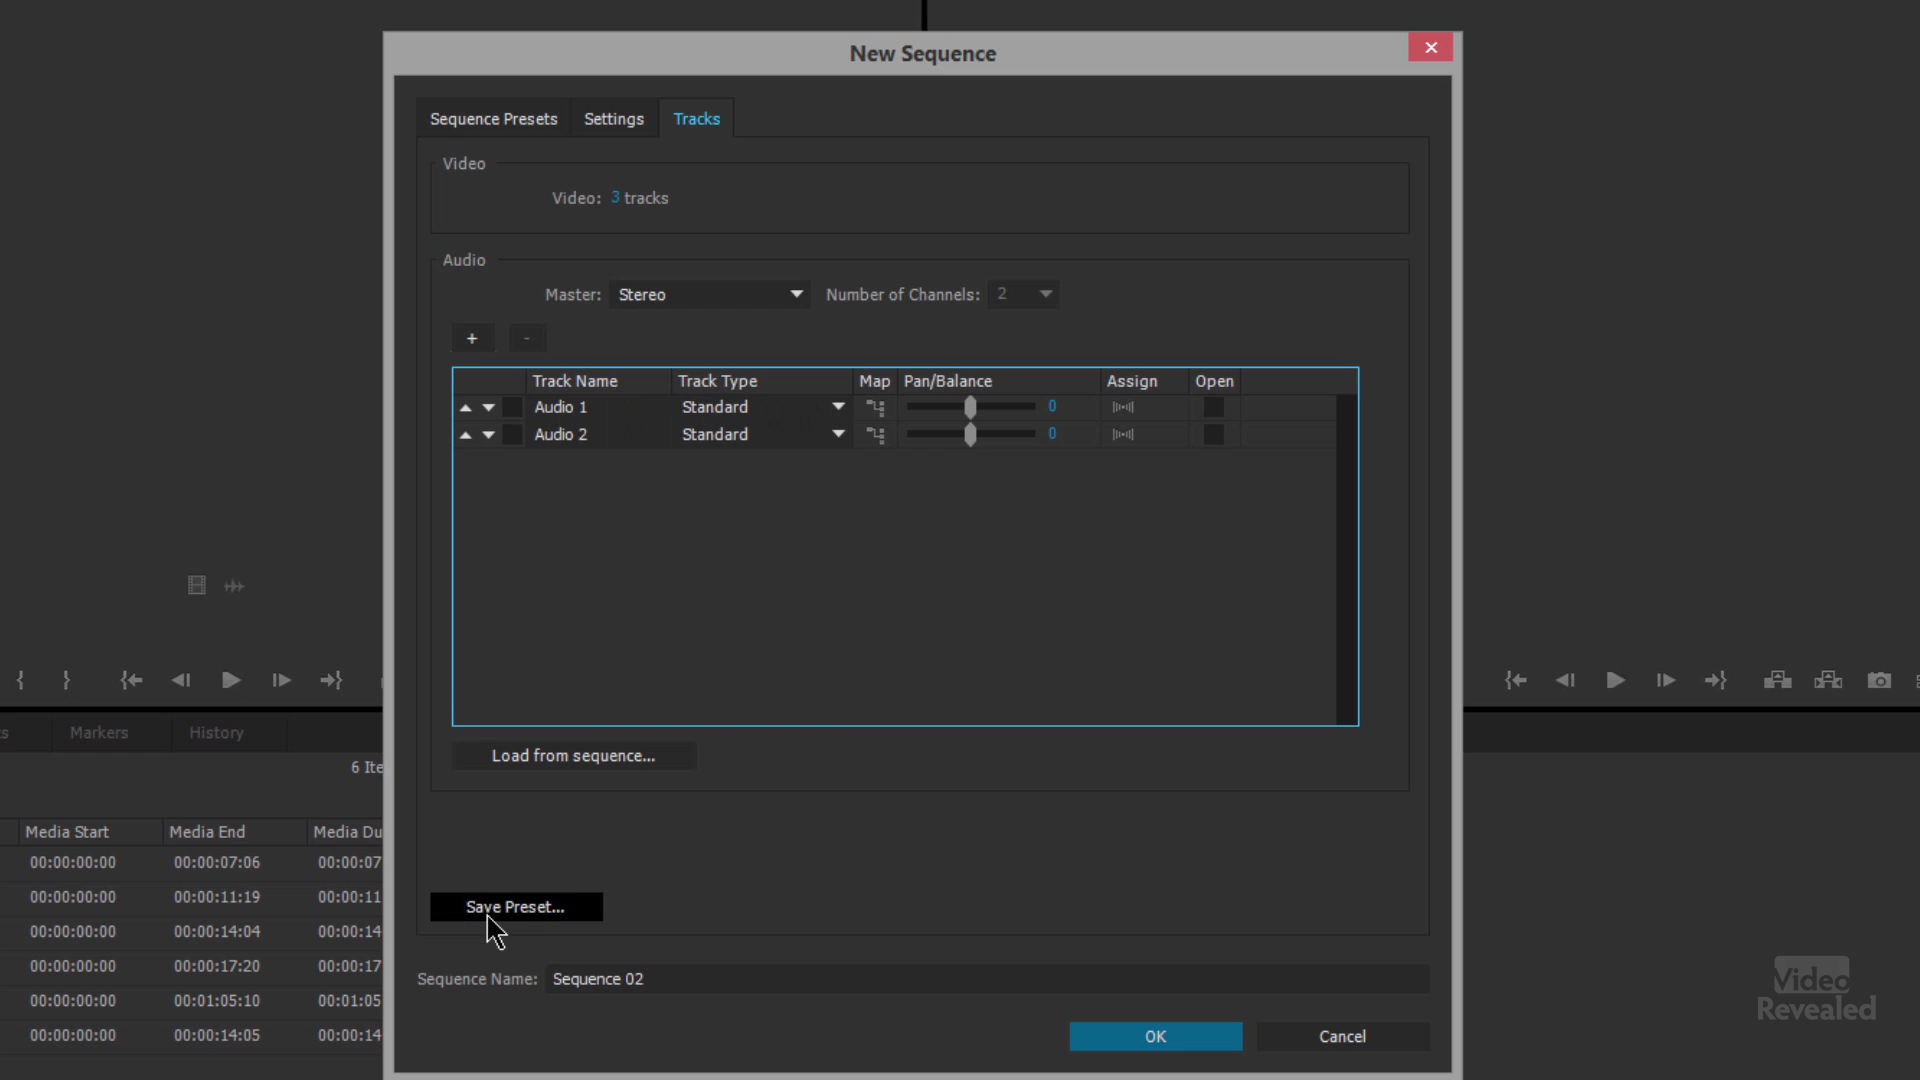 New Sequence
Sequence Presets Settings Tracks
Video
Video: 3 tracks
Audio
Master: Stereo Number of Channels: 2
+ -
Track Name Track Type Map Pan/Balance Assign Open
Audio 1 Standard 0
Audio 2 Standard 0
Load from sequence...
Save Preset...
Sequence Name: Sequence 02
OK Cancel
Markers History
6 Ite
Media Start Media End Media Du
00:00:00:00 00:00:07:06 00:00:07
00:00:00:00 00:00:11:19 00:00:11
00:00:00:00 00:00:14:04 00:00:14
00:00:00:00 00:00:17:20 00:00:17
00:00:00:00 00:01:05:10 00:01:05
00:00:00:00 00:00:14:05 00:00:14
Video
Revealed